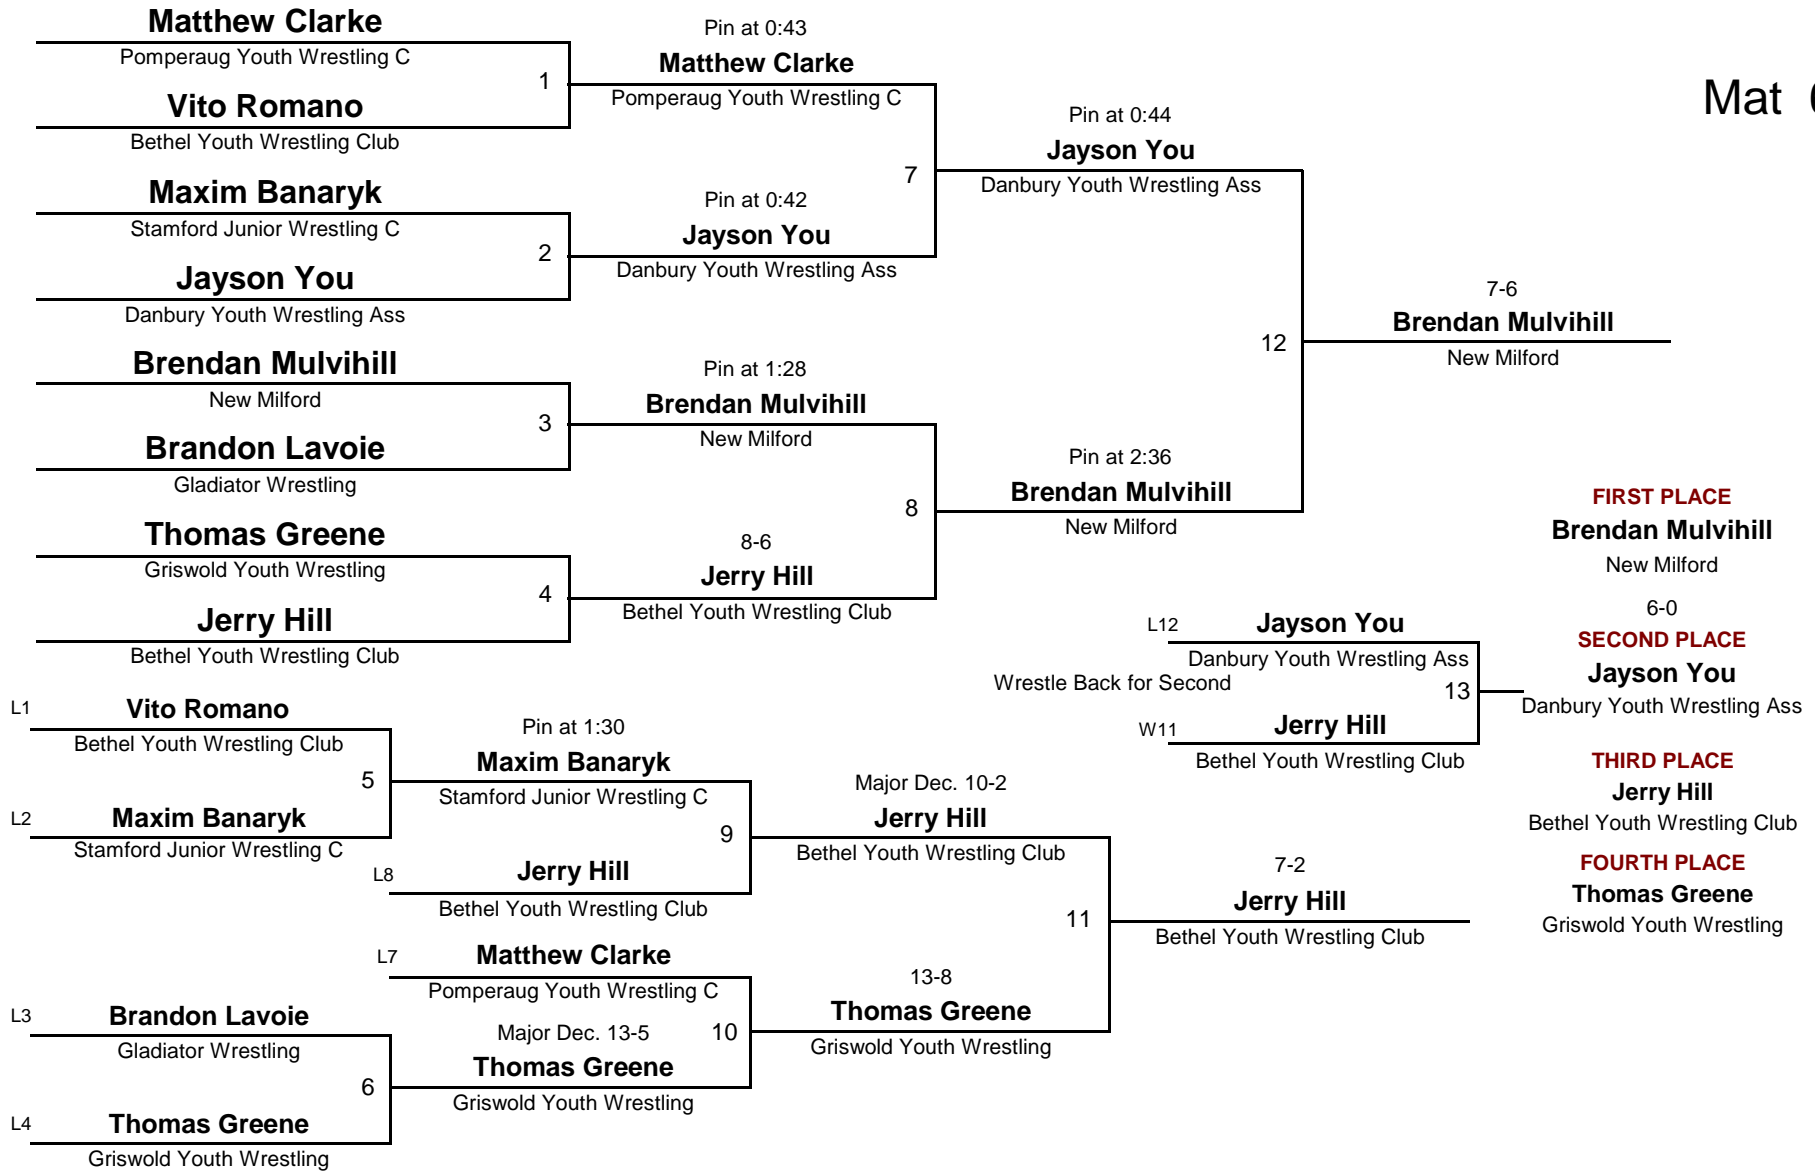 Matthew Clarke
Pomperaug Youth Wrestling C
1
Vito Romano
Bethel Youth Wrestling Club
Maxim Banaryk
Stamford Junior Wrestling C
2
Jayson You
Danbury Youth Wrestling Ass
Brendan Mulvihill
New Milford
3
Brandon Lavoie
Gladiator Wrestling
Thomas Greene
Griswold Youth Wrestling
4
Jerry Hill
Bethel Youth Wrestling Club
Pin at 0:43
Matthew Clarke
Pomperaug Youth Wrestling C
7
Pin at 0:42
Jayson You
Danbury Youth Wrestling Ass
Pin at 1:28
Brendan Mulvihill
New Milford
8
8-6
Jerry Hill
Bethel Youth Wrestling Club
Pin at 0:44
Jayson You
Danbury Youth Wrestling Ass
12
Pin at 2:36
Brendan Mulvihill
New Milford
7-6
Brendan Mulvihill
New Milford
Mat
L1
Vito Romano
Bethel Youth Wrestling Club
5
L2
Maxim Banaryk
Stamford Junior Wrestling C
Pin at 1:30
Maxim Banaryk
Stamford Junior Wrestling C
9
L8
Jerry Hill
Bethel Youth Wrestling Club
L7
Matthew Clarke
Pomperaug Youth Wrestling C
10
L3
Brandon Lavoie
Gladiator Wrestling
6
L4
Thomas Greene
Griswold Youth Wrestling
Major Dec. 13-5
Thomas Greene
Griswold Youth Wrestling
Major Dec. 10-2
Jerry Hill
Bethel Youth Wrestling Club
11
13-8
Thomas Greene
Griswold Youth Wrestling
7-2
Jerry Hill
Bethel Youth Wrestling Club
L12
Jayson You
Danbury Youth Wrestling Ass
Wrestle Back for Second
13
W11
Jerry Hill
Bethel Youth Wrestling Club
FIRST PLACE
Brendan Mulvihill
New Milford
6-0
SECOND PLACE
Jayson You
Danbury Youth Wrestling Ass
THIRD PLACE
Jerry Hill
Bethel Youth Wrestling Club
FOURTH PLACE
Thomas Greene
Griswold Youth Wrestling